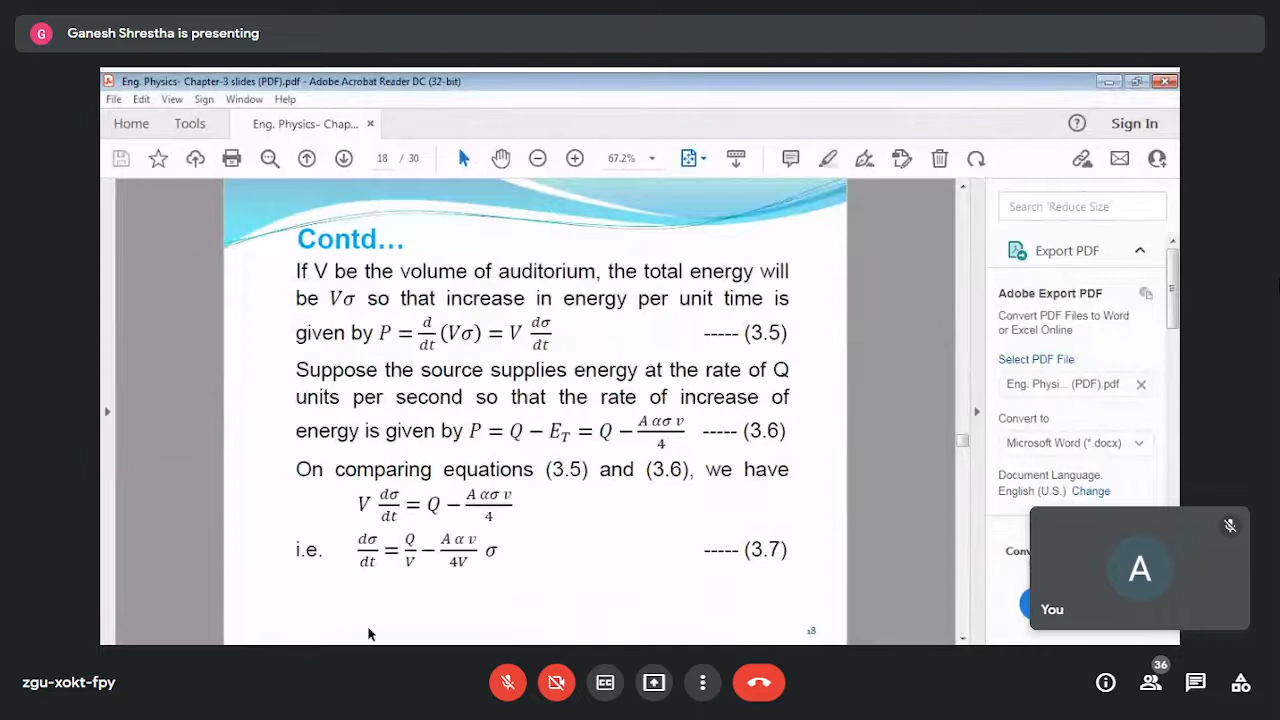 G Ganesh Shrestha is presenting
Eng. Physics- Chapter-3 slides (PDF).pdf - Adobe Acrobat Reader DC (32-bit)
File Edit View Sign Window Help
Home Tools Eng. Physics- Chap... × Sign In
18 / 30 67.2%
Search 'Reduce Size'
Export PDF
Adobe Export PDF
Convert PDF Files to Word
or Excel Online
Select PDF File
Eng. Physi... (PDF).pdf ×
Convert to
Microsoft Word (*.docx)
Document Language:
English (U.S.) Change
Conv
Contd...
If V be the volume of auditorium, the total energy will
be Vσ so that increase in energy per unit time is
given by P = d/dt (Vσ) = V dσ/dt ----- (3.5)
Suppose the source supplies energy at the rate of Q
units per second so that the rate of increase of
energy is given by P = Q − E_T = Q − A ασ v/4 ----- (3.6)
On comparing equations (3.5) and (3.6), we have
V dσ/dt = Q − A ασ v/4
i.e. dσ/dt = Q/V − A α v/4V σ ----- (3.7)
18
A
You
zgu-xokt-fpy
CC
36